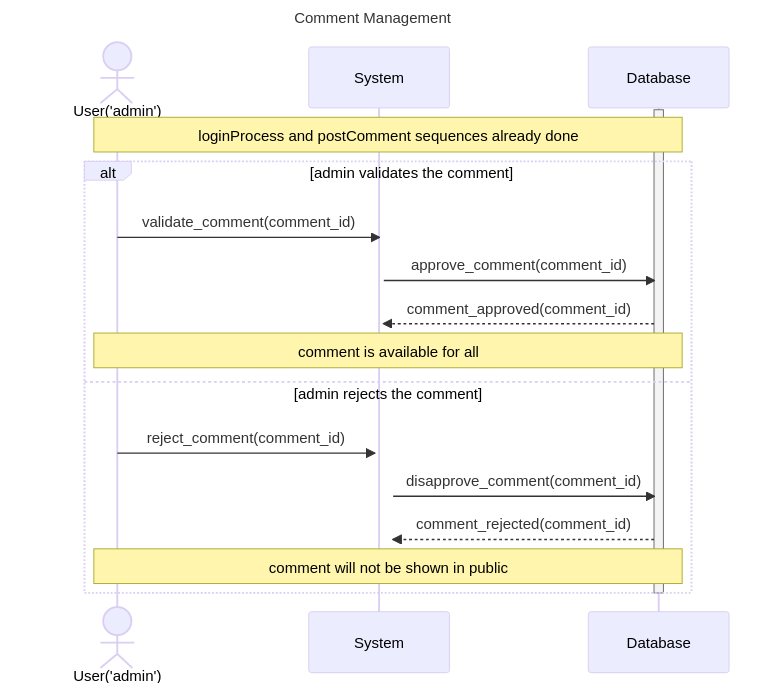 Comment Management
User('admin')
System
Database
loginProcess and postComment sequences already done
alt
[admin validates the comment]
validate_comment(comment_id)
approve_comment(comment_id)
comment_approved(comment_id)
comment is available for all
[admin rejects the comment]
reject_comment(comment_id)
disapprove_comment(comment_id)
comment_rejected(comment_id)
comment will not be shown in public
User('admin')
System
Database